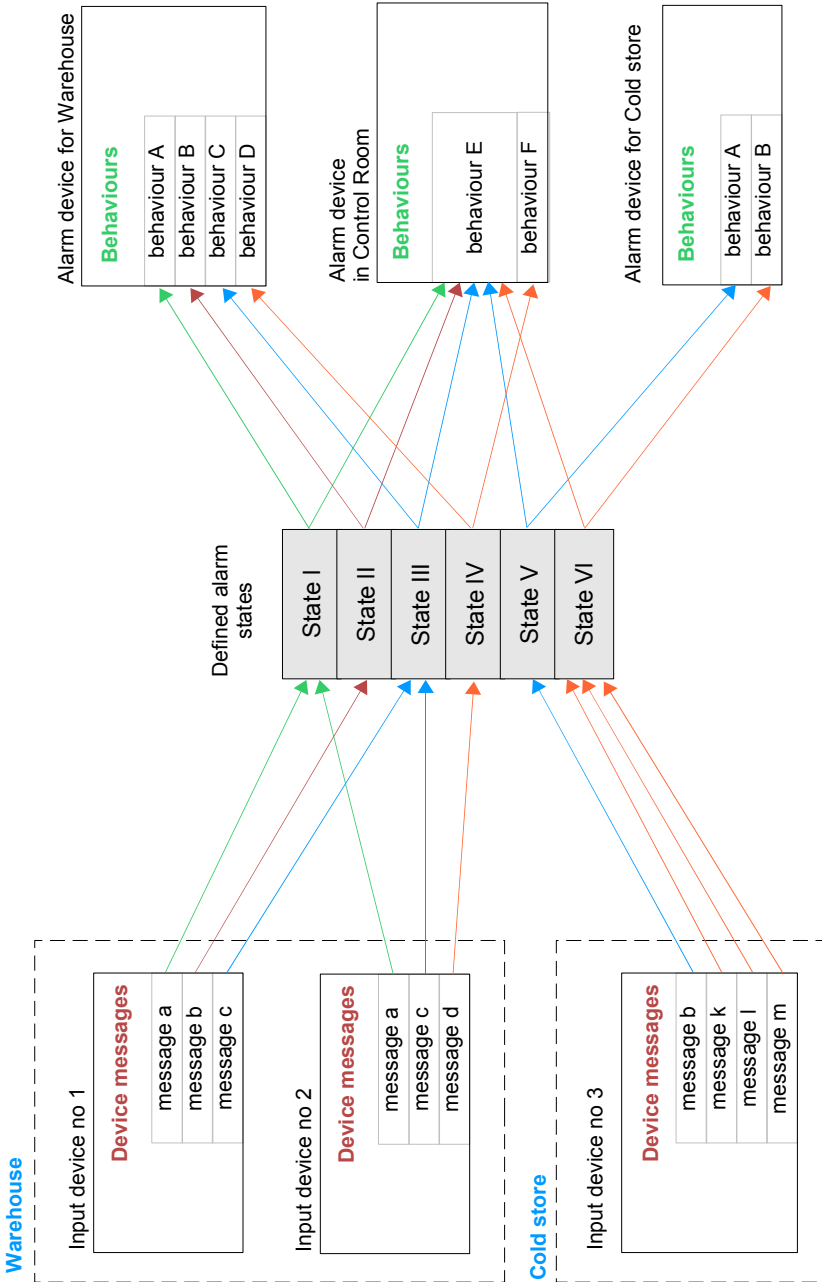 Warehouse
Input device no 1
Device messages
message a
message b
message c
Input device no 2
Device messages
message a
message c
message d
Cold store
Input device no 3
Device messages
message b
message k
message l
message m
Defined alarm
states
State I
State II
State III
State IV
State V
State VI
Alarm device for Warehouse
Behaviours
behaviour A
behaviour B
behaviour C
behaviour D
Alarm device
in Control Room
Behaviours
behaviour E
behaviour F
Alarm device for Cold store
Behaviours
behaviour A
behaviour B